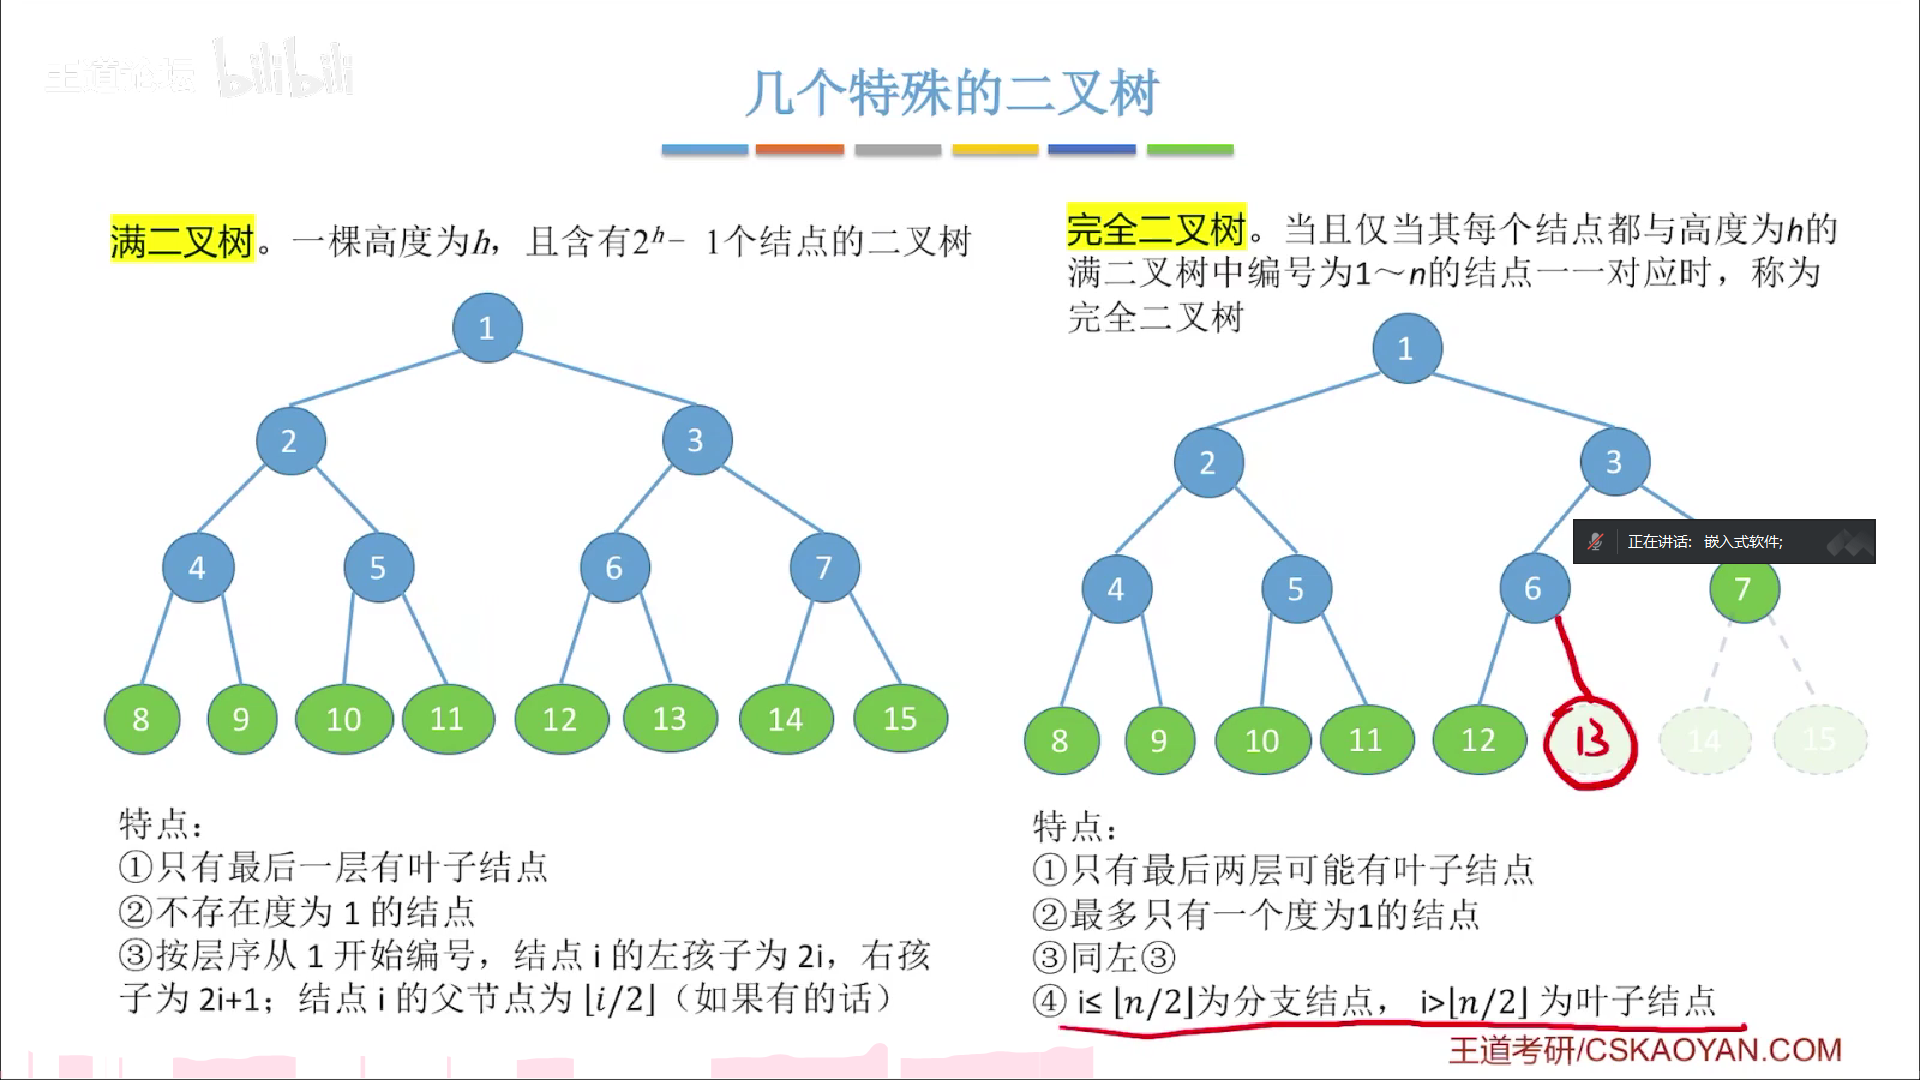 王道论坛 bilibili
几个特殊的二叉树
满二叉树。一棵高度为h，且含有2ʰ - 1个结点的二叉树
1
2 3
4 5 6 7
8 9 10 11 12 13 14 15
特点：
①只有最后一层有叶子结点
②不存在度为 1 的结点
③按层序从 1 开始编号，结点 i 的左孩子为 2i，右孩
子为 2i+1；结点 i 的父节点为 ⌊i/2⌋（如果有的话）
完全二叉树。当且仅当其每个结点都与高度为h的
满二叉树中编号为1～n的结点一一对应时，称为
完全二叉树
1
2 3
正在讲话: 嵌入式软件;
4 5 6 7
8 9 10 11 12 13 14 15
特点：
①只有最后两层可能有叶子结点
②最多只有一个度为1的结点
③同左③
④ i≤ ⌊n/2⌋为分支结点， i>⌊n/2⌋ 为叶子结点
王道考研/CSKAOYAN.COM